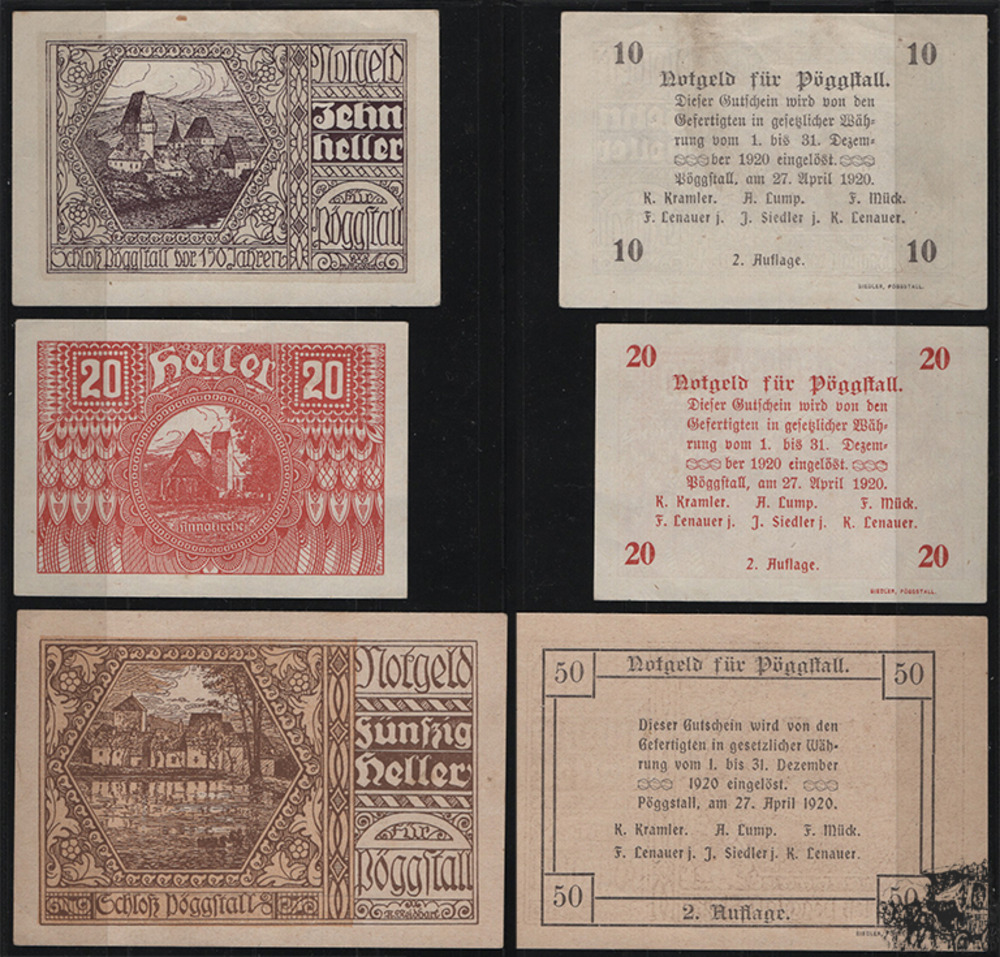 Notgeld
Zehn
Heller
für
Pöggstall
Schloß Pöggstall vor 150 Jahren
10 10
Notgeld für Pöggstall.
Dieser Gutschein wird von den
Gefertigten in gesetzlicher Wäh-
rung vom 1. bis 31. Dezem-
ber 1920 eingelöst.
Pöggstall, am 27. April 1920.
K. Kramler. A. Lump. F. Mück.
F. Lenauer j. J. Siedler j. K. Lenauer.
10 10
2. Auflage.
SIEDLER, PÖGGSTALL.
20 Heller 20
Annakirche
20 20
Notgeld für Pöggstall.
Dieser Gutschein wird von den
Gefertigten in gesetzlicher Wäh-
rung vom 1. bis 31. Dezem-
ber 1920 eingelöst.
Pöggstall, am 27. April 1920.
K. Kramler. A. Lump. F. Mück.
F. Lenauer j. J. Siedler j. K. Lenauer.
20 20
2. Auflage.
SIEDLER, PÖGGSTALL.
Notgeld
Fünfzig
Heller
Für
Pöggstall
Schloß Pöggstall
50 Notgeld für Pöggstall. 50
Dieser Gutschein wird von den
Gefertigten in gesetzlicher Wäh-
rung vom 1. bis 31. Dezember
1920 eingelöst.
Pöggstall, am 27. April 1920.
K. Kramler. A. Lump. F. Mück.
F. Lenauer j. J. Siedler j. K. Lenauer.
50 50
2. Auflage.
SIEDLER,